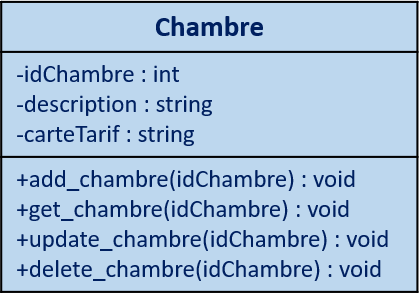 Chambre
-idChambre : int
-description : string
-carteTarif : string
+add_chambre(idChambre) : void
+get_chambre(idChambre) : void
+update_chambre(idChambre) : void
+delete_chambre(idChambre) : void